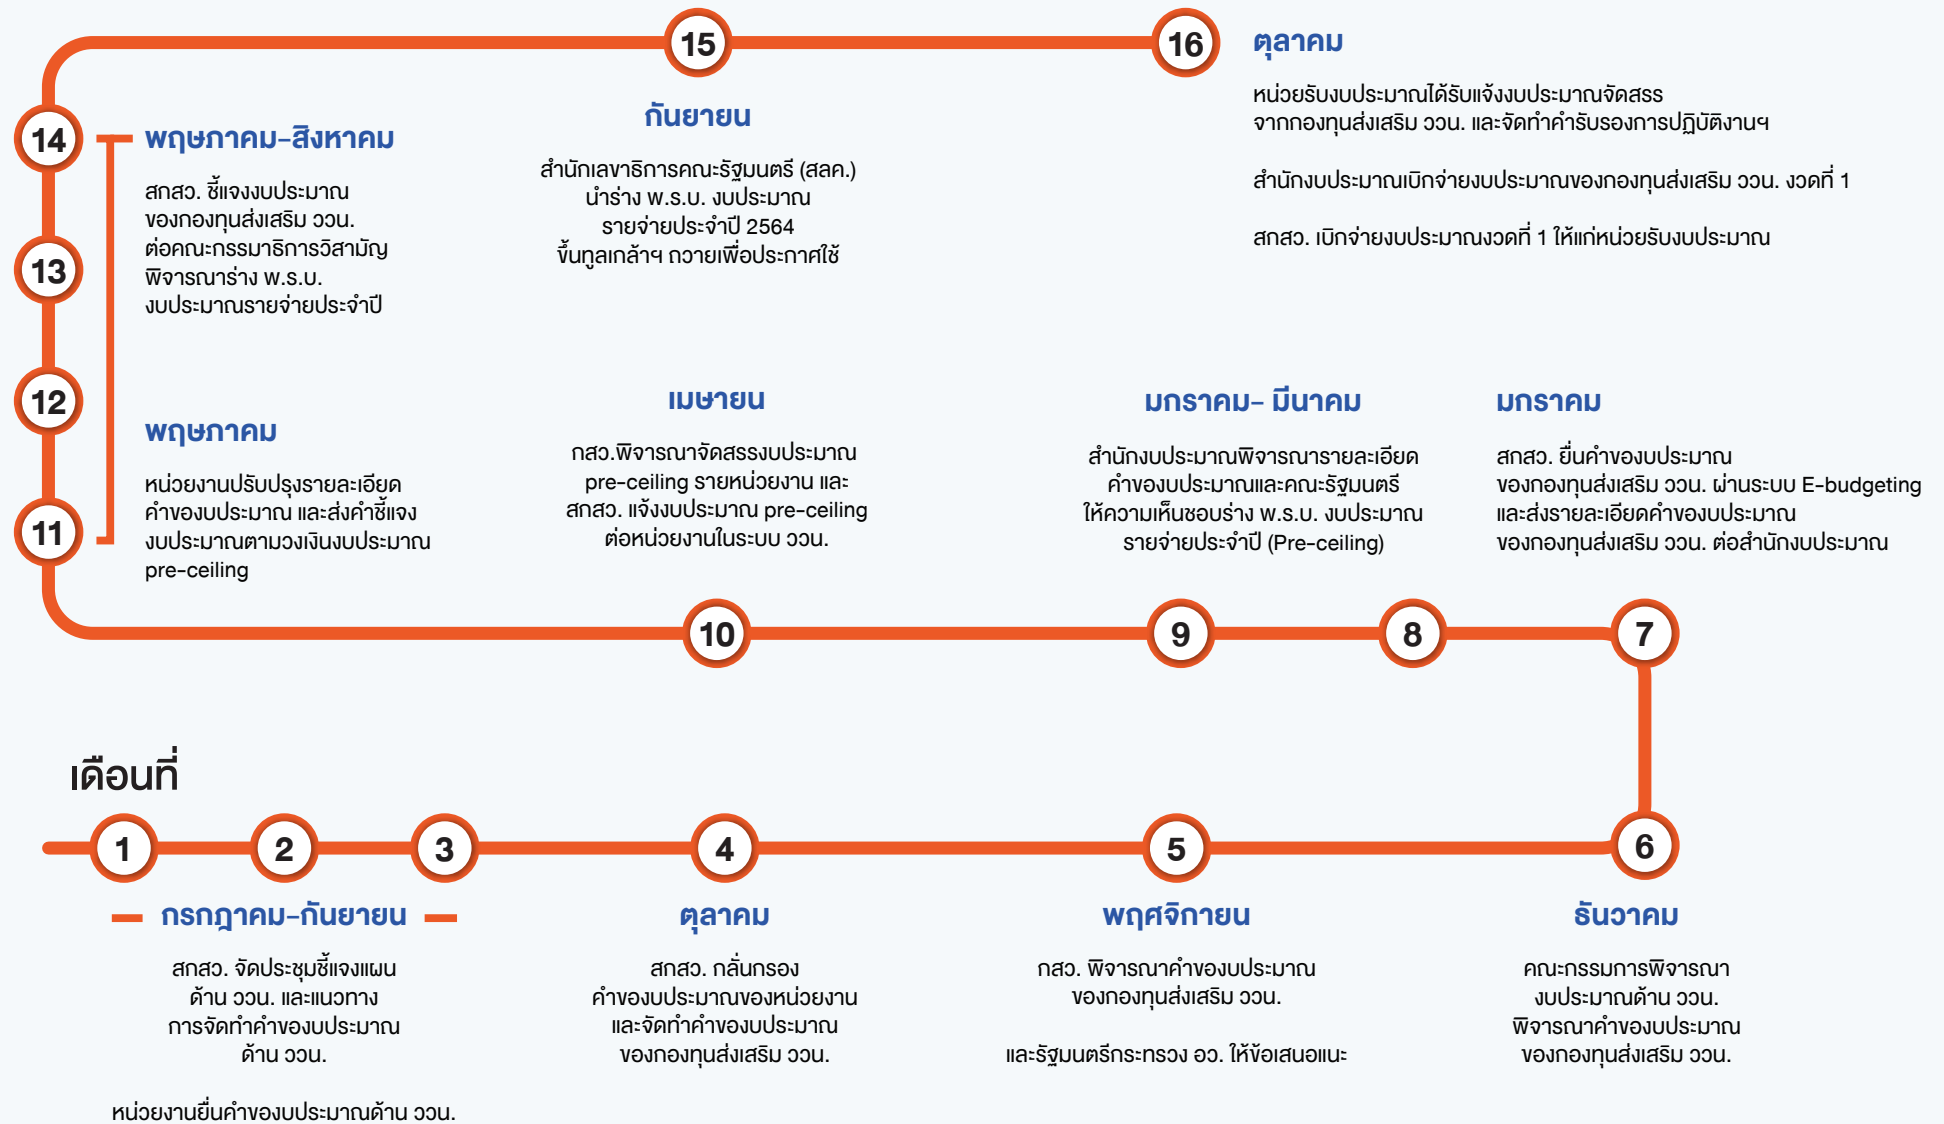 เดือนที่
1
2
3
กรกฎาคม-กันยายน
สกสว. จัดประชุมชี้แจงแผน
ด้าน ววน. และแนวทาง
การจัดทำคำของบประมาณ
ด้าน ววน.
หน่วยงานยื่นคำของบประมาณด้าน ววน.
4
ตุลาคม
สกสว. กลั่นกรอง
คำของบประมาณของหน่วยงาน
และจัดทำคำของบประมาณ
ของกองทุนส่งเสริม ววน.
5
พฤศจิกายน
กสว. พิจารณาคำของบประมาณ
ของกองทุนส่งเสริม ววน.
และรัฐมนตรีกระทรวง อว. ให้ข้อเสนอแนะ
6
ธันวาคม
คณะกรรมการพิจารณา
งบประมาณด้าน ววน.
พิจารณาคำของบประมาณ
ของกองทุนส่งเสริม ววน.
7
มกราคม
สกสว. ยื่นคำของบประมาณ
ของกองทุนส่งเสริม ววน. ผ่านระบบ E-budgeting
และส่งรายละเอียดคำของบประมาณ
ของกองทุนส่งเสริม ววน. ต่อสำนักงบประมาณ
8
9
มกราคม- มีนาคม
สำนักงบประมาณพิจารณารายละเอียด
คำของบประมาณและคณะรัฐมนตรี
ให้ความเห็นชอบร่าง พ.ร.บ. งบประมาณ
รายจ่ายประจำปี (Pre-ceiling)
10
เมษายน
กสว.พิจารณาจัดสรรงบประมาณ
pre-ceiling รายหน่วยงาน และ
สกสว. แจ้งงบประมาณ pre-ceiling
ต่อหน่วยงานในระบบ ววน.
11
พฤษภาคม
หน่วยงานปรับปรุงรายละเอียด
คำของบประมาณ และส่งคำชี้แจง
งบประมาณตามวงเงินงบประมาณ
pre-ceiling
12
13
14
พฤษภาคม-สิงหาคม
สกสว. ชี้แจงงบประมาณ
ของกองทุนส่งเสริม ววน.
ต่อคณะกรรมาธิการวิสามัญ
พิจารณาร่าง พ.ร.บ.
งบประมาณรายจ่ายประจำปี
15
กันยายน
สำนักเลขาธิการคณะรัฐมนตรี (สลค.)
นำร่าง พ.ร.บ. งบประมาณ
รายจ่ายประจำปี 2564
ขึ้นทูลเกล้าฯ ถวายเพื่อประกาศใช้
16
ตุลาคม
หน่วยรับงบประมาณได้รับแจ้งงบประมาณจัดสรร
จากกองทุนส่งเสริม ววน. และจัดทำคำรับรองการปฏิบัติงานฯ
สำนักงบประมาณเบิกจ่ายงบประมาณของกองทุนส่งเสริม ววน. งวดที่ 1
สกสว. เบิกจ่ายงบประมาณงวดที่ 1 ให้แก่หน่วยรับงบประมาณ